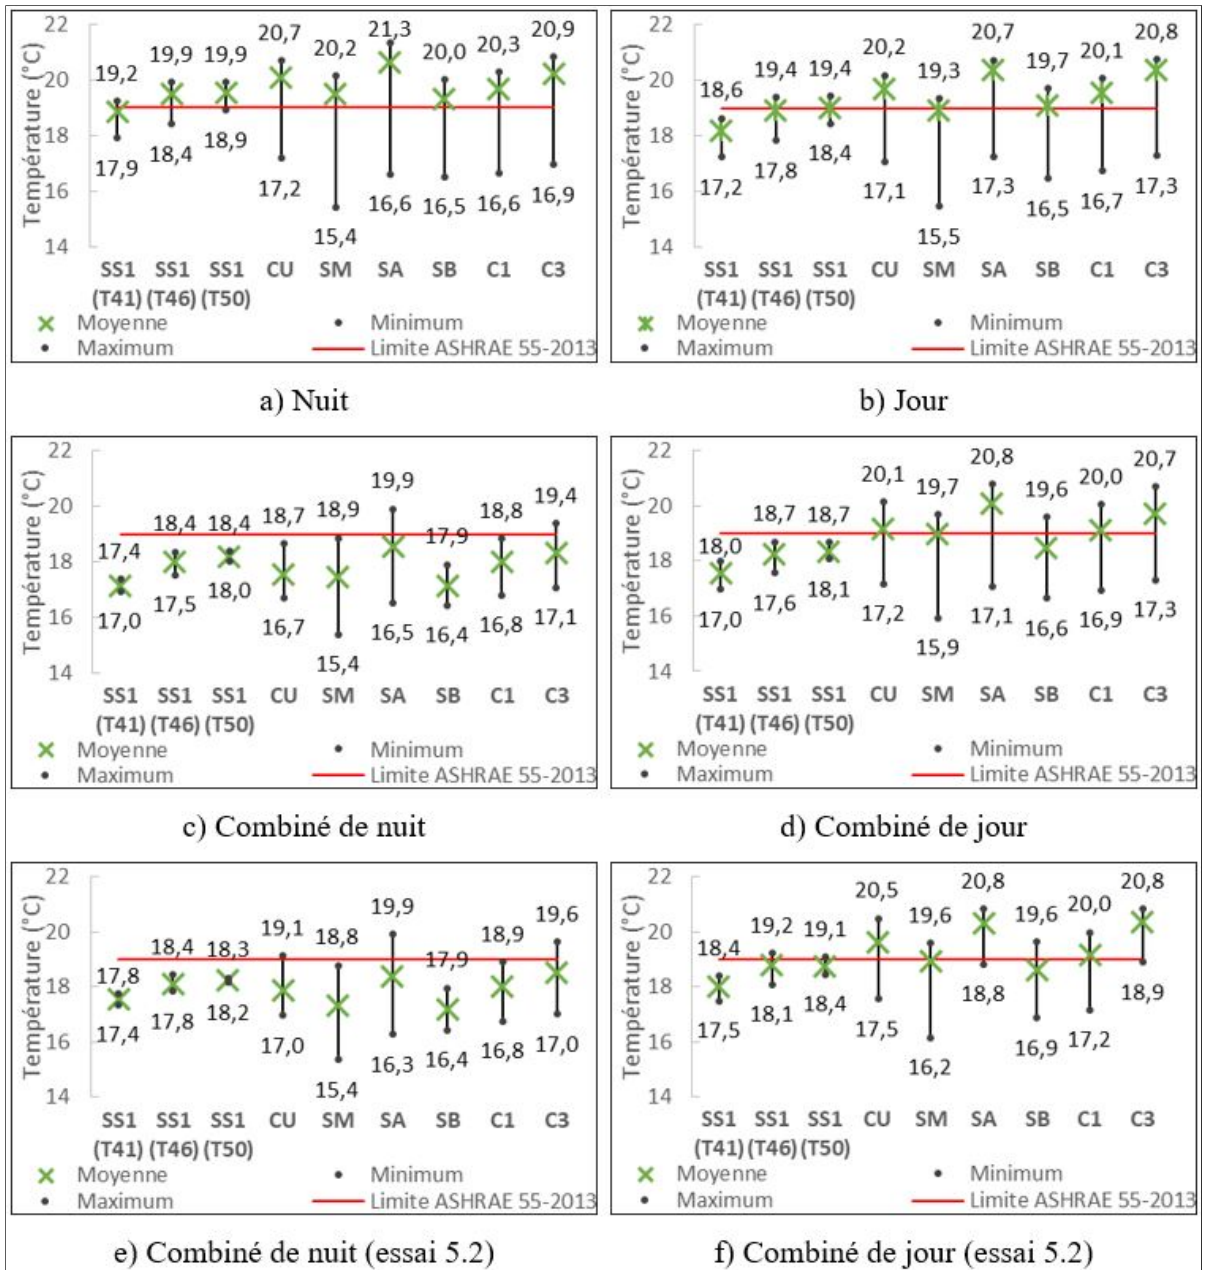 22
20
18
16
14
Température (°C)
19,2 19,9 19,9 20,7 20,2 21,3 20,0 20,3 20,9
17,9 18,4 18,9 17,2 15,4 16,6 16,5 16,6 16,9
SS1 SS1 SS1 CU SM SA SB C1 C3
(T41) (T46) (T50)
Moyenne Minimum
Maximum Limite ASHRAE 55-2013
a) Nuit
22
20
18
16
14
Température (°C)
18,6 19,4 19,4 20,2 19,3 20,7 19,7 20,1 20,8
17,2 17,8 18,4 17,1 15,5 17,3 16,5 16,7 17,3
SS1 SS1 SS1 CU SM SA SB C1 C3
(T41) (T46) (T50)
Moyenne Minimum
Maximum Limite ASHRAE 55-2013
b) Jour
22
20
18
16
14
Température (°C)
17,4 18,4 18,4 18,7 18,9 19,9 17,9 18,8 19,4
17,0 17,5 18,0 16,7 15,4 16,5 16,4 16,8 17,1
SS1 SS1 SS1 CU SM SA SB C1 C3
(T41) (T46) (T50)
Moyenne Minimum
Maximum Limite ASHRAE 55-2013
c) Combiné de nuit
22
20
18
16
14
Température (°C)
18,0 18,7 18,7 20,1 19,7 20,8 19,6 20,0 20,7
17,0 17,6 18,1 17,2 15,9 17,1 16,6 16,9 17,3
SS1 SS1 SS1 CU SM SA SB C1 C3
(T41) (T46) (T50)
Moyenne Minimum
Maximum Limite ASHRAE 55-2013
d) Combiné de jour
22
20
18
16
14
Température (°C)
17,8 18,4 18,3 19,1 18,8 19,9 17,9 18,9 19,6
17,4 17,8 18,2 17,0 15,4 16,3 16,4 16,8 17,0
SS1 SS1 SS1 CU SM SA SB C1 C3
(T41) (T46) (T50)
Moyenne Minimum
Maximum Limite ASHRAE 55-2013
e) Combiné de nuit (essai 5.2)
22
20
18
16
14
Température (°C)
18,4 19,2 19,1 20,5 19,6 20,8 19,6 20,0 20,8
17,5 18,1 18,4 17,5 16,2 18,8 16,9 17,2 18,9
SS1 SS1 SS1 CU SM SA SB C1 C3
(T41) (T46) (T50)
Moyenne Minimum
Maximum Limite ASHRAE 55-2013
f) Combiné de jour (essai 5.2)